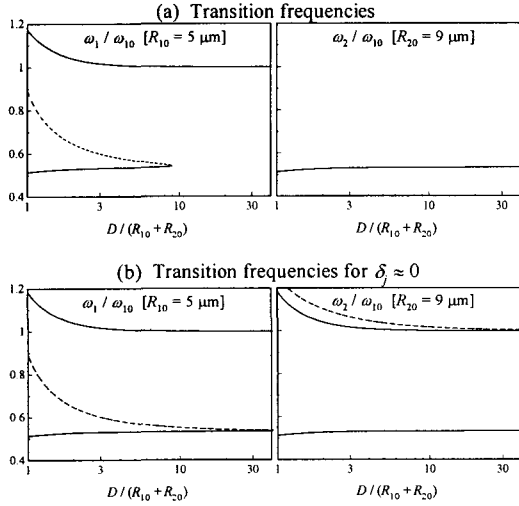 (a) Transition frequencies
ω₁ / ω₁₀ [R₁₀ = 5 μm]
ω₂ / ω₁₀ [R₂₀ = 9 μm]
1.2
1
0.8
0.6
0.4
1 3 10 30
1 3 10 30
D / (R₁₀ + R₂₀)
D / (R₁₀ + R₂₀)
(b) Transition frequencies for δⱼ ≈ 0
ω₁ / ω₁₀ [R₁₀ = 5 μm]
ω₂ / ω₁₀ [R₂₀ = 9 μm]
1.2
1
0.8
0.6
0.4
1 3 10 30
1 3 10 30
D / (R₁₀ + R₂₀)
D / (R₁₀ + R₂₀)